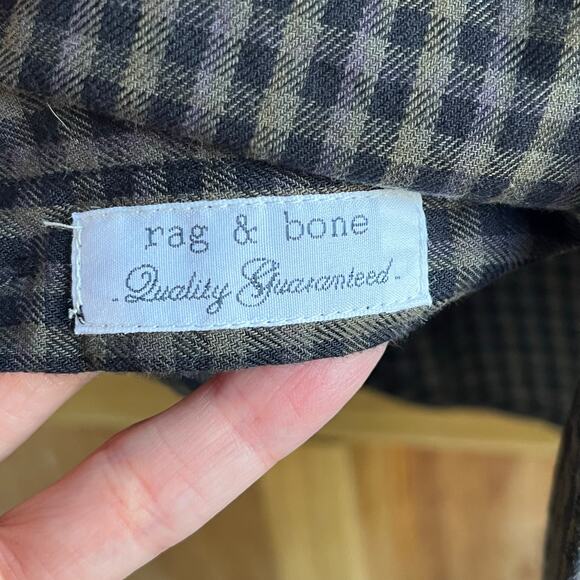 rag & bone
- Quality Guaranteed -